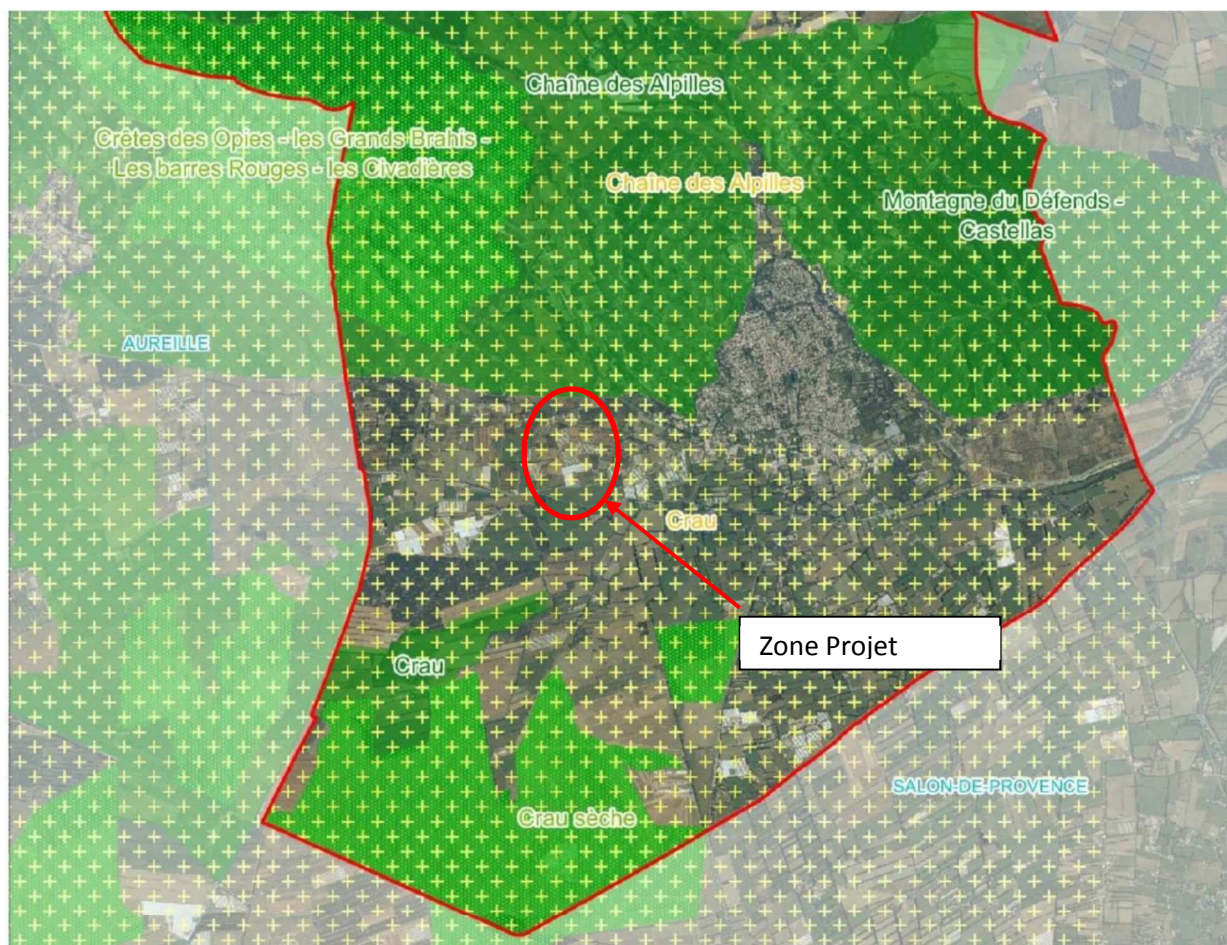 Chaîne des Alpilles
Crêtes des Opies - les Grands Brahis -
Les barres Rouges - les Civadières
Chaîne des Alpilles
Montagne du Défends -
Castellas
AUREILLE
Crau
Zone Projet
Crau
SALON-DE-PROVENCE
Crau sèche